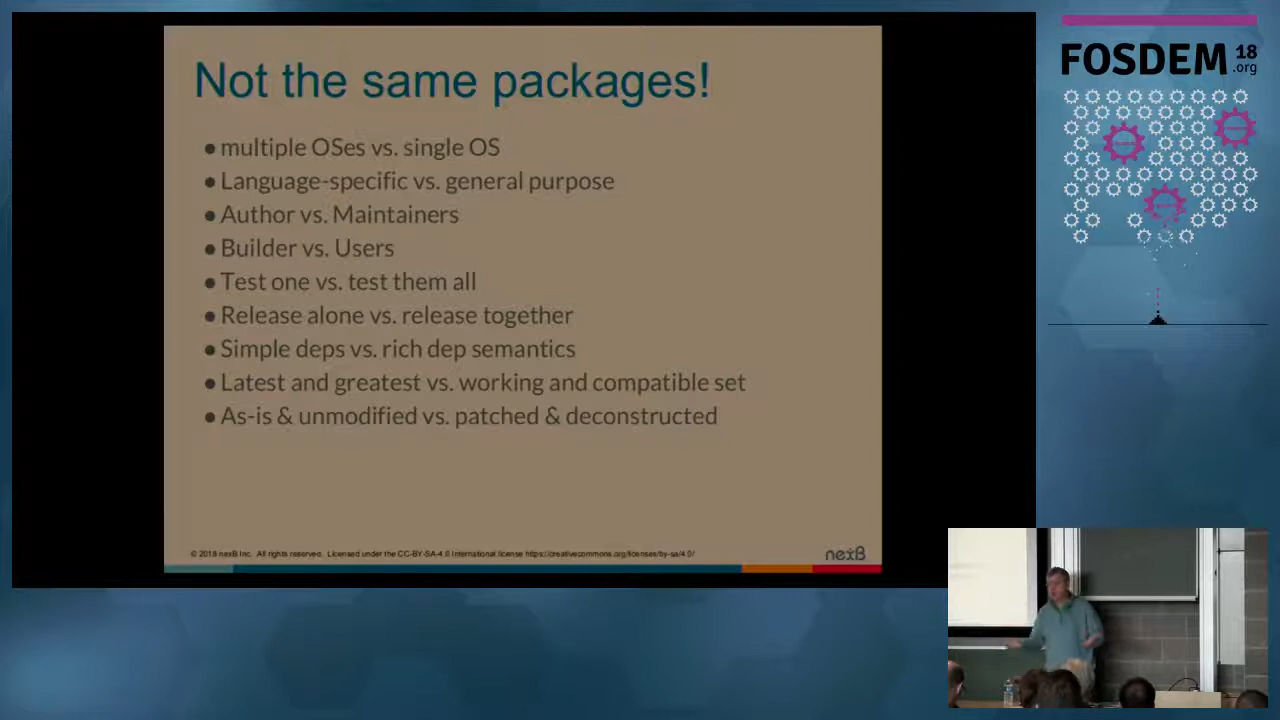 Not the same packages!
● multiple OSes vs. single OS
● Language-specific vs. general purpose
● Author vs. Maintainers
● Builder vs. Users
● Test one vs. test them all
● Release alone vs. release together
● Simple deps vs. rich dep semantics
● Latest and greatest vs. working and compatible set
● As-is & unmodified vs. patched & deconstructed
© 2018 nexB Inc. All rights reserved. Licensed under the CC-BY-SA-4.0 International license https://creativecommons.org/licenses/by-sa/4.0/
nexB
FOSDEM 18
.org